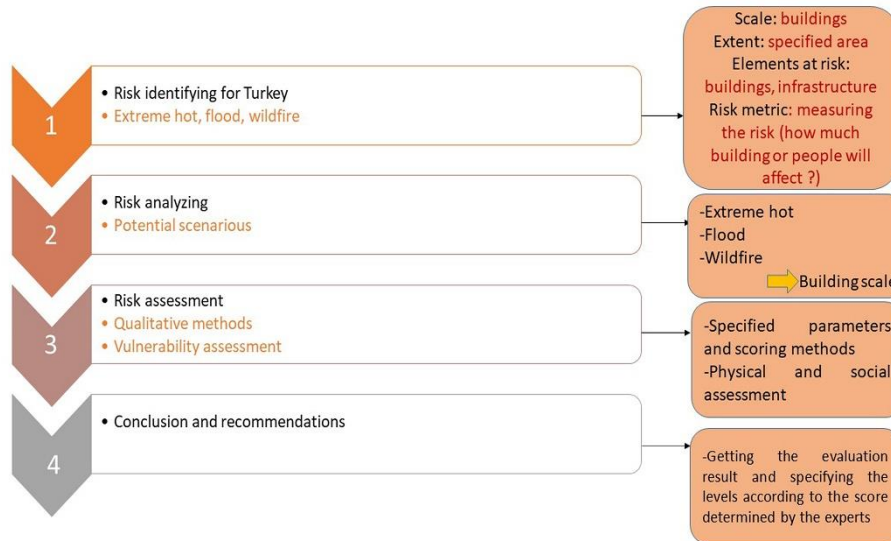 1
• Risk identifying for Turkey
• Extreme hot, flood, wildfire
Scale: buildings
Extent: specified area
Elements at risk:
buildings, infrastructure
Risk metric: measuring
the risk (how much
building or people will
affect ?)
2
• Risk analyzing
• Potential scenarious
-Extreme hot
-Flood
-Wildfire
Building scale
3
• Risk assessment
• Qualitative methods
• Vulnerability assessment
-Specified parameters
and scoring methods
-Physical and social
assessment
4
• Conclusion and recommendations
-Getting the evaluation
result and specifying the
levels according to the score
determined by the experts